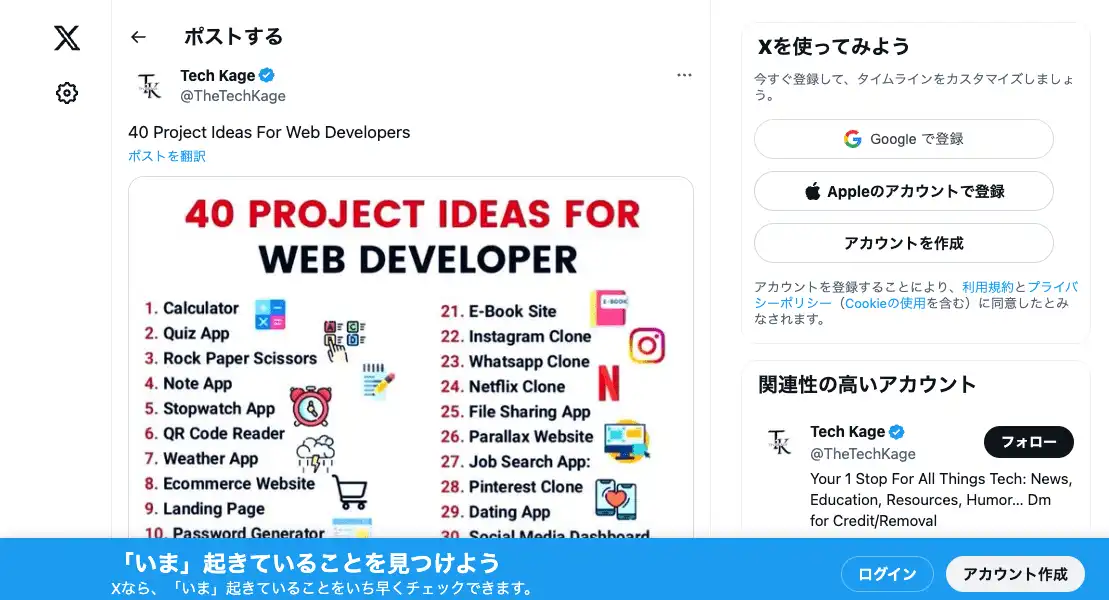 ポストする
Tech Kage
@TheTechKage
40 Project Ideas For Web Developers
ポストを翻訳
40 PROJECT IDEAS FOR
WEB DEVELOPER
1. Calculator
2. Quiz App
3. Rock Paper Scissors
4. Note App
5. Stopwatch App
6. QR Code Reader
7. Weather App
8. Ecommerce Website
9. Landing Page
10. Password Generator
21. E-Book Site
22. Instagram Clone
23. Whatsapp Clone
24. Netflix Clone
25. File Sharing App
26. Parallax Website
27. Job Search App:
28. Pinterest Clone
29. Dating App
30. Social Media Dashboard
E-BOOK
Xを使ってみよう
今すぐ登録して、タイムラインをカスタマイズしましょ
う。
Google で登録
Appleのアカウントで登録
アカウントを作成
アカウントを登録することにより、利用規約とプライバ
シーポリシー（Cookieの使用を含む）に同意したとみ
なされます。
関連性の高いアカウント
Tech Kage
@TheTechKage
フォロー
Your 1 Stop For All Things Tech: News,
Education, Resources, Humor... Dm
for Credit/Removal
「いま」起きていることを見つけよう
Xなら、「いま」起きていることをいち早くチェックできます。
ログイン
アカウント作成